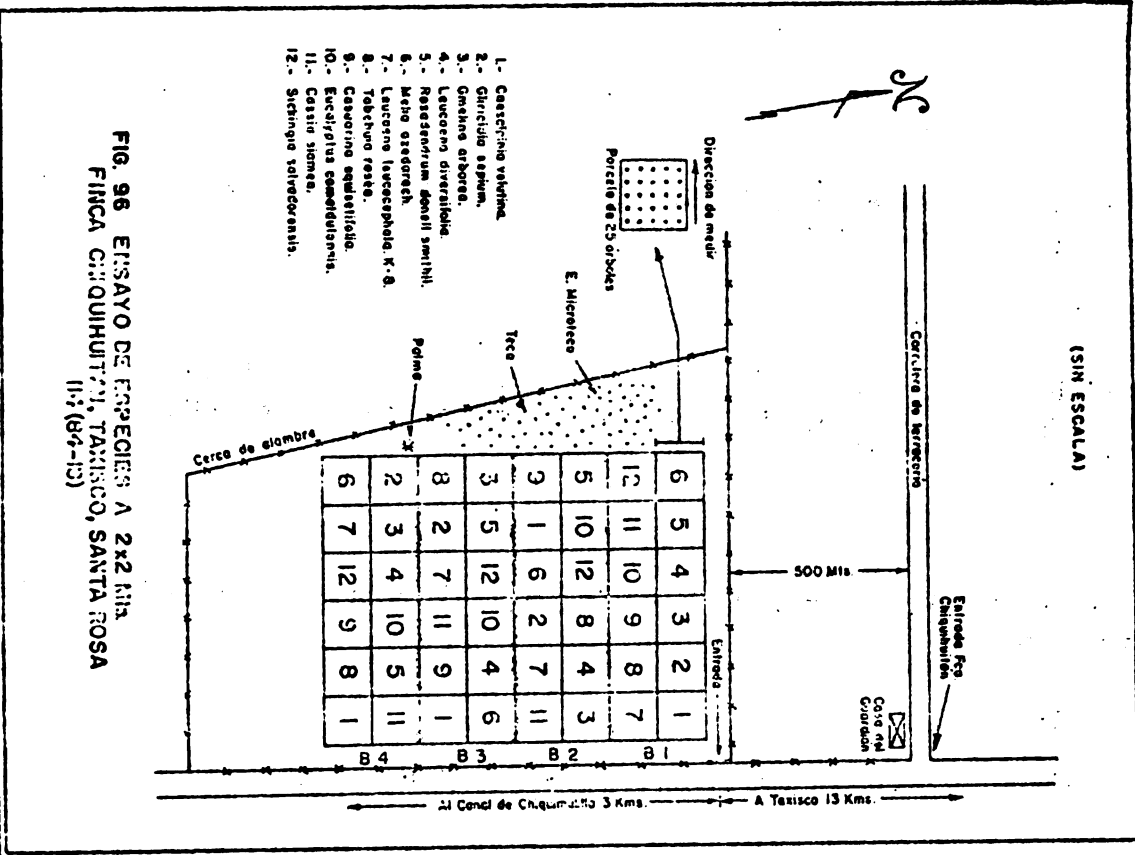 (SIN ESCALA)
Entrada Fca.
Chiquihuitán
Carretera de terracería
Casa del
Guardian
N
500 Mts.
Dirección de medir
Entrada
Parcela de 25 árboles
E. Microteca
Teca
Palma
Cerca de alambre
6 5 4 3 2 1
12 11 10 9 8 7
5 10 12 8 4 3
9 1 6 2 7 11
3 5 12 10 4 6
8 2 7 11 9 1
2 3 4 10 5 11
6 7 12 9 8 1
B 1
B 2
B 3
B 4
A Taxisco 13 Kms.
Al Canal de Chiquimulilla 3 Kms.
1.- Caesalpinia velutina.
2.- Gliricidia sepium.
3.- Gmelina arborea.
4.- Leucaena diversifolia.
5.- Roseodendrum donell smithii.
6.- Melia azedarach.
7.- Leucaena leucocephala. K-8.
8.- Tabebuia rosea.
9.- Casuarina equisetifolia.
10.- Eucalyptus camaldulensis.
11.- Cassia siamea.
12.- Sickingia salvadorensis.
FIG. 96 ENSAYO DE ESPECIES A 2x2 Mts.
FINCA CHIQUIHUITAN, TAXISCO, SANTA ROSA
(84-13)